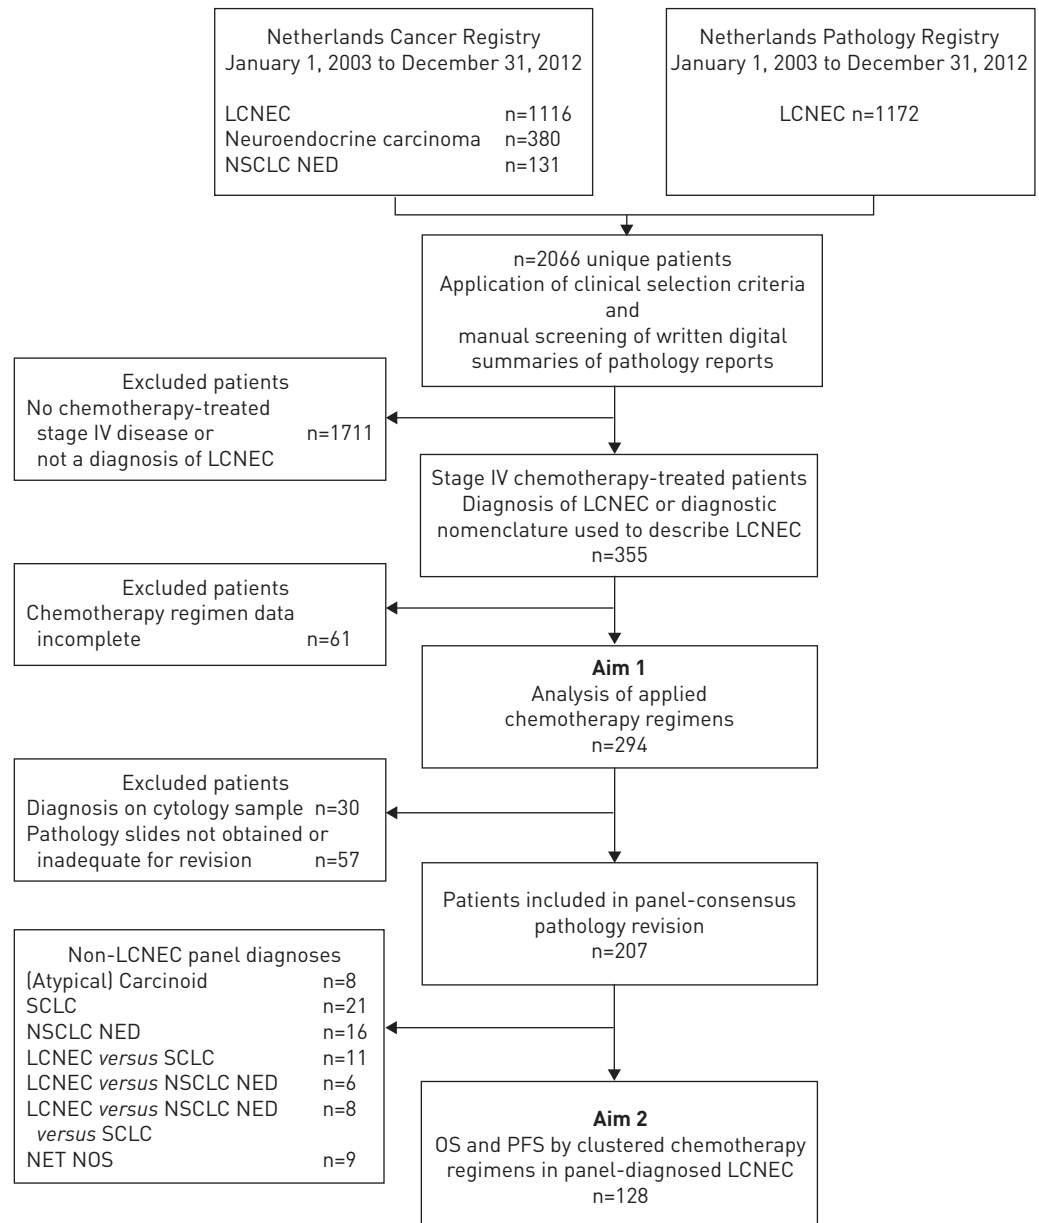 Netherlands Cancer Registry
January 1, 2003 to December 31, 2012
LCNEC n=1116
Neuroendocrine carcinoma n=380
NSCLC NED n=131
Netherlands Pathology Registry
January 1, 2003 to December 31, 2012
LCNEC n=1172
n=2066 unique patients
Application of clinical selection criteria
and
manual screening of written digital
summaries of pathology reports
Excluded patients
No chemotherapy-treated
stage IV disease or n=1711
not a diagnosis of LCNEC
Stage IV chemotherapy-treated patients
Diagnosis of LCNEC or diagnostic
nomenclature used to describe LCNEC
n=355
Excluded patients
Chemotherapy regimen data
incomplete n=61
Aim 1
Analysis of applied
chemotherapy regimens
n=294
Excluded patients
Diagnosis on cytology sample n=30
Pathology slides not obtained or
inadequate for revision n=57
Patients included in panel-consensus
pathology revision
n=207
Non-LCNEC panel diagnoses
(Atypical) Carcinoid n=8
SCLC n=21
NSCLC NED n=16
LCNEC versus SCLC n=11
LCNEC versus NSCLC NED n=6
LCNEC versus NSCLC NED n=8
versus SCLC
NET NOS n=9
Aim 2
OS and PFS by clustered chemotherapy
regimens in panel-diagnosed LCNEC
n=128